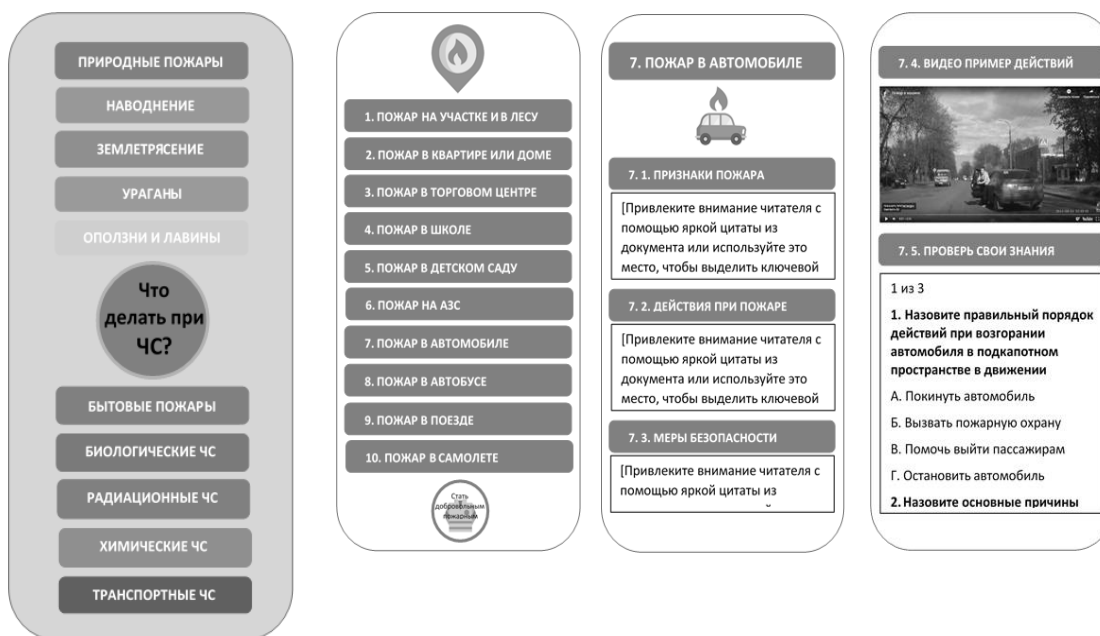 ПРИРОДНЫЕ ПОЖАРЫ
НАВОДНЕНИЕ
ЗЕМЛЕТРЯСЕНИЕ
УРАГАНЫ
ОПОЛЗНИ И ЛАВИНЫ
Что
делать при
ЧС?
БЫТОВЫЕ ПОЖАРЫ
БИОЛОГИЧЕСКИЕ ЧС
РАДИАЦИОННЫЕ ЧС
ХИМИЧЕСКИЕ ЧС
ТРАНСПОРТНЫЕ ЧС
1. ПОЖАР НА УЧАСТКЕ И В ЛЕСУ
2. ПОЖАР В КВАРТИРЕ ИЛИ ДОМЕ
3. ПОЖАР В ТОРГОВОМ ЦЕНТРЕ
4. ПОЖАР В ШКОЛЕ
5. ПОЖАР В ДЕТСКОМ САДУ
6. ПОЖАР НА АЗС
7. ПОЖАР В АВТОМОБИЛЕ
8. ПОЖАР В АВТОБУСЕ
9. ПОЖАР В ПОЕЗДЕ
10. ПОЖАР В САМОЛЕТЕ
Стать
добровольным
пожарным
7. ПОЖАР В АВТОМОБИЛЕ
7. 1. ПРИЗНАКИ ПОЖАРА
[Привлеките внимание читателя с
помощью яркой цитаты из
документа или используйте это
место, чтобы выделить ключевой
7. 2. ДЕЙСТВИЯ ПРИ ПОЖАРЕ
[Привлеките внимание читателя с
помощью яркой цитаты из
документа или используйте это
место, чтобы выделить ключевой
7. 3. МЕРЫ БЕЗОПАСНОСТИ
[Привлеките внимание читателя с
помощью яркой цитаты из
7. 4. ВИДЕО ПРИМЕР ДЕЙСТВИЙ
7. 5. ПРОВЕРЬ СВОИ ЗНАНИЯ
1 из 3
1. Назовите правильный порядок
действий при возгорании
автомобиля в подкапотном
пространстве в движении
А. Покинуть автомобиль
Б. Вызвать пожарную охрану
В. Помочь выйти пассажирам
Г. Остановить автомобиль
2. Назовите основные причины